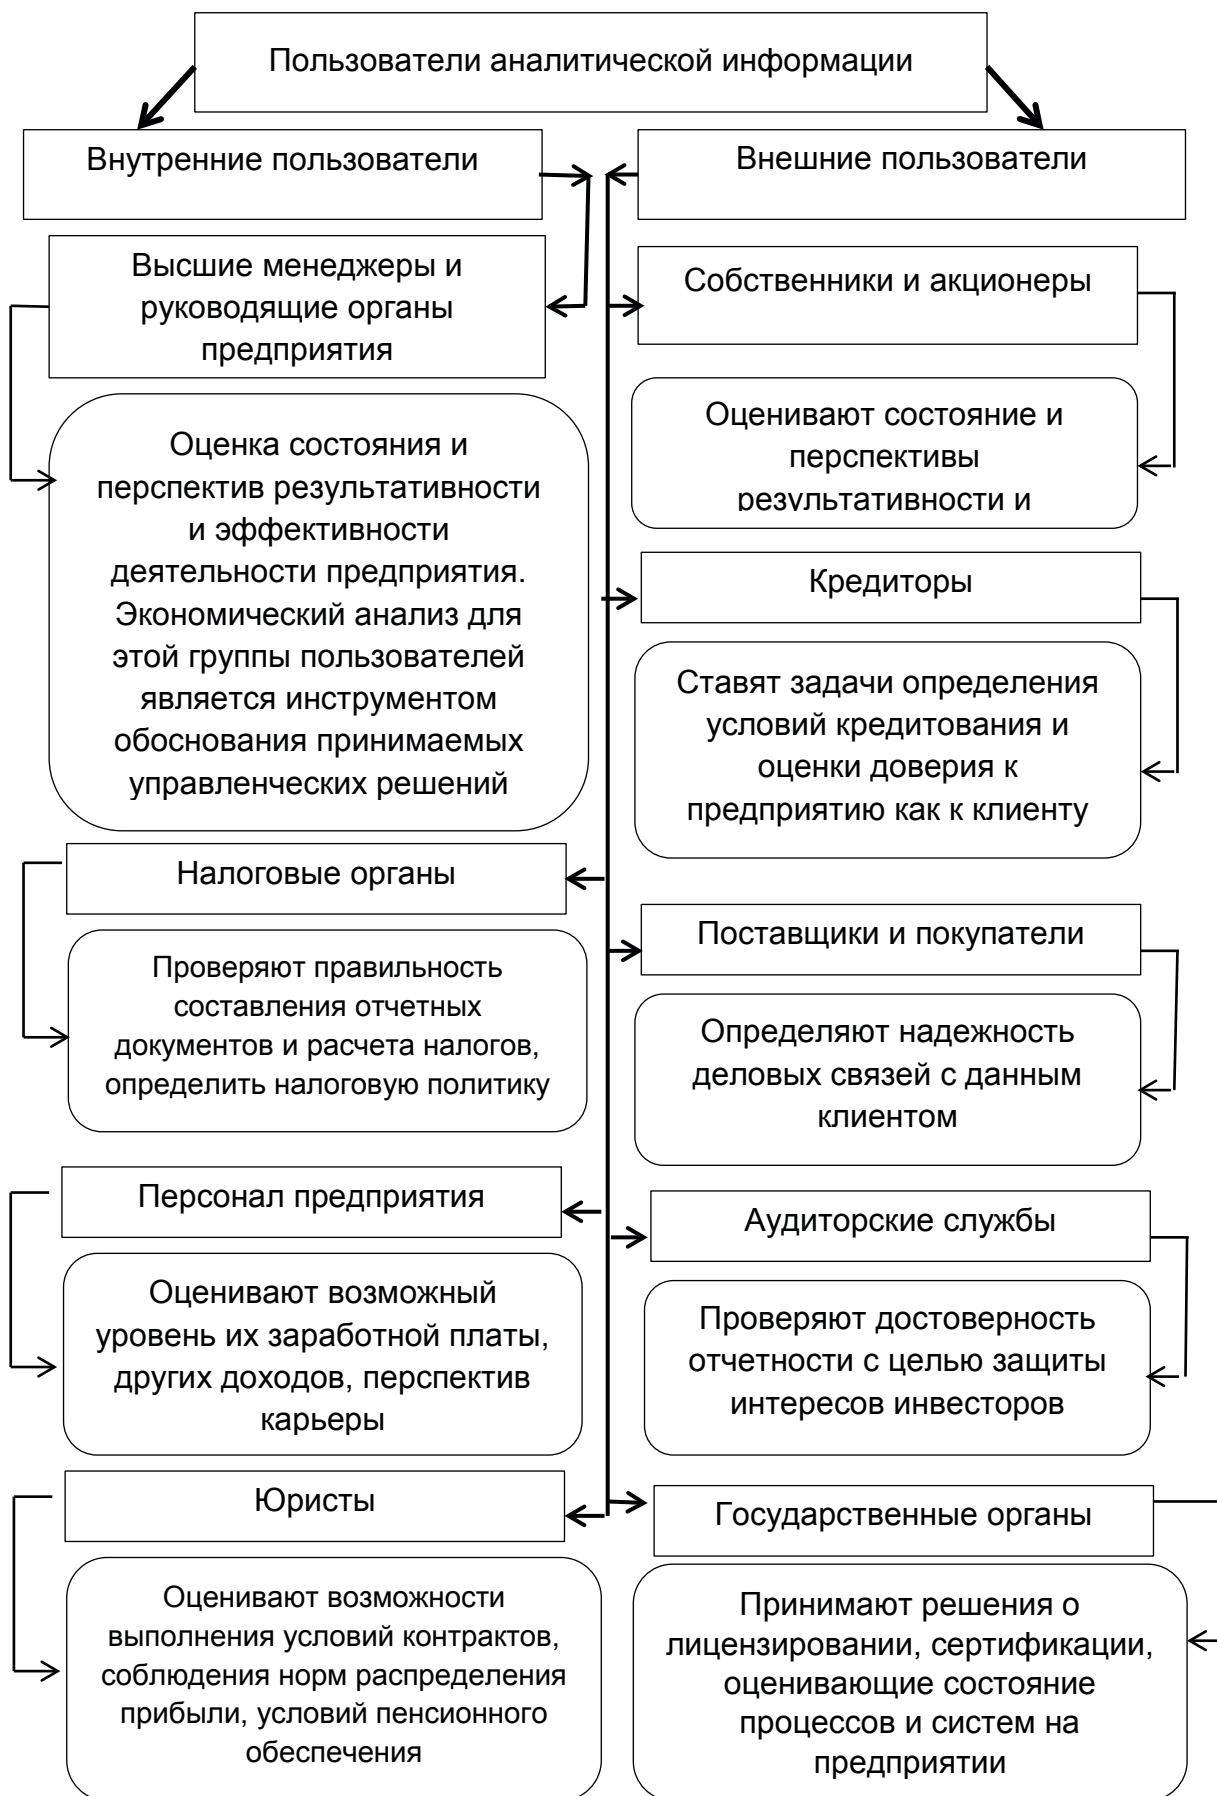 Пользователи аналитической информации
Внутренние пользователи
Внешние пользователи
Высшие менеджеры и
руководящие органы
предприятия
Собственники и акционеры
Оценка состояния и
перспектив результативности
и эффективности
деятельности предприятия.
Экономический анализ для
этой группы пользователей
является инструментом
обоснования принимаемых
управленческих решений
Оценивают состояние и
перспективы
результативности и
Кредиторы
Ставят задачи определения
условий кредитования и
оценки доверия к
предприятию как к клиенту
Налоговые органы
Проверяют правильность
составления отчетных
документов и расчета налогов,
определить налоговую политику
Поставщики и покупатели
Определяют надежность
деловых связей с данным
клиентом
Персонал предприятия
Оценивают возможный
уровень их заработной платы,
других доходов, перспектив
карьеры
Аудиторские службы
Проверяют достоверность
отчетности с целью защиты
интересов инвесторов
Юристы
Оценивают возможности
выполнения условий контрактов,
соблюдения норм распределения
прибыли, условий пенсионного
обеспечения
Государственные органы
Принимают решения о
лицензировании, сертификации,
оценивающие состояние
процессов и систем на
предприятии